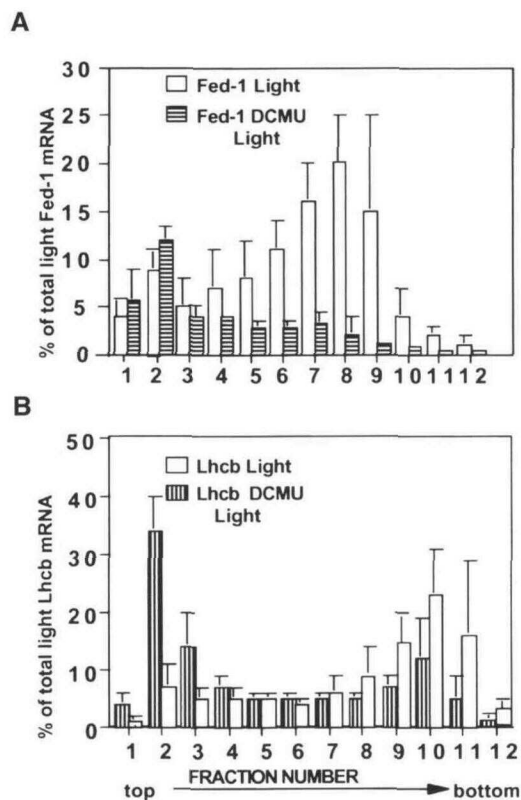 A
% of total light Fed-1 mRNA
30
25
20
15
10
5
0
Fed-1 Light
Fed-1 DCMU
Light
1 2 3 4 5 6 7 8 9 10 11 12
B
% of total light Lhcb mRNA
50
40
30
20
10
0
Lhcb Light
Lhcb DCMU
Light
1 2 3 4 5 6 7 8 9 10 11 12
FRACTION NUMBER
top bottom